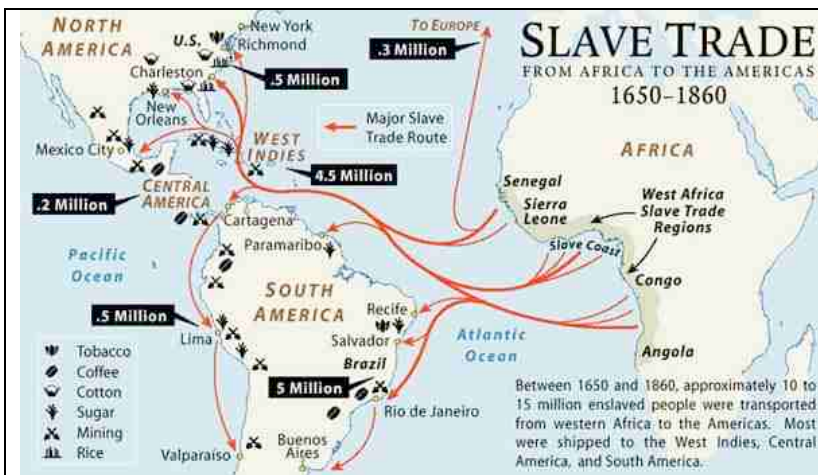 SLAVE TRADE
FROM AFRICA TO THE AMERICAS
1650–1860
NORTH
AMERICA
U.S.
New York
Richmond
Charleston
.5 Million
New
Orleans
TO EUROPE
.3 Million
Major Slave
Trade Route
Mexico City
WEST
INDIES
4.5 Million
.2 Million
CENTRAL
AMERICA
Cartagena
Paramaribo
AFRICA
Senegal
Sierra
Leone
West Africa
Slave Trade
Regions
Slave Coast
Congo
Angola
Pacific
Ocean
SOUTH
AMERICA
Recife
Salvador
Brazil
Atlantic
Ocean
.5 Million
Lima
5 Million
Rio de Janeiro
Buenos
Aires
Valparaíso
Tobacco
Coffee
Cotton
Sugar
Mining
Rice
Between 1650 and 1860, approximately 10 to
15 million enslaved people were transported
from western Africa to the Americas. Most
were shipped to the West Indies, Central
America, and South America.